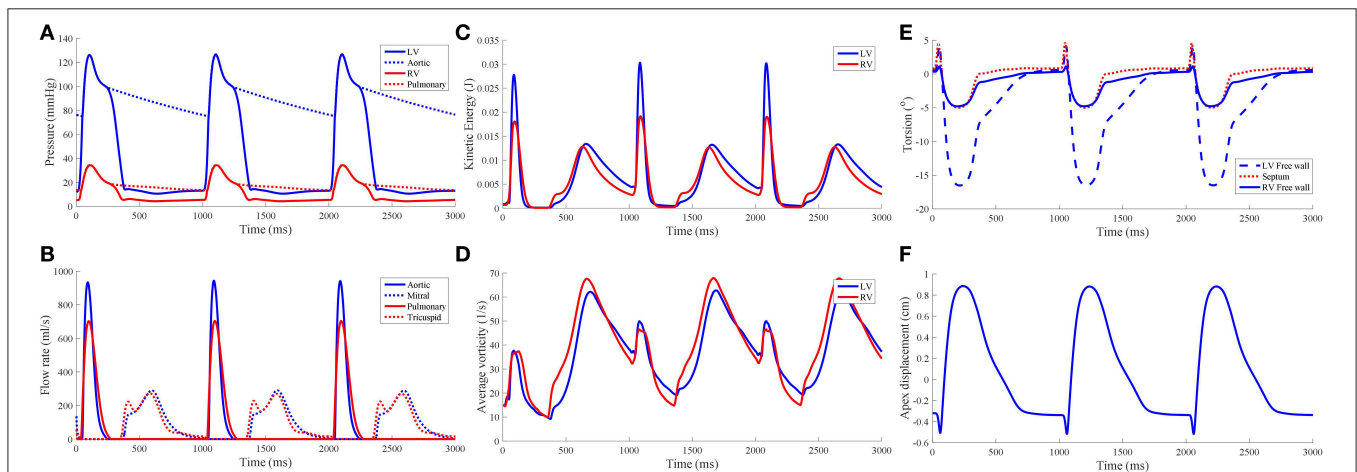 A
Pressure (mmHg)
140
120
100
80
60
40
20
0
0
500
1000
1500
2000
2500
3000
Time (ms)
LV
Aortic
RV
Pulmonary
B
Flow rate (ml/s)
1000
800
600
400
200
0
0
500
1000
1500
2000
2500
3000
Time (ms)
Aortic
Mitral
Pulmonary
Tricuspid
C
Kinetic Energy (J)
0.035
0.03
0.025
0.02
0.015
0.01
0.005
0
0
500
1000
1500
2000
2500
3000
Time (ms)
LV
RV
D
Average vorticity (1/s)
70
60
50
40
30
20
10
0
0
500
1000
1500
2000
2500
3000
Time (ms)
LV
RV
E
Torsion (°)
5
0
-5
-10
-15
-20
0
500
1000
1500
2000
2500
3000
Time (ms)
LV Free wall
Septum
RV Free wall
F
Apex displacement (cm)
1
0.8
0.6
0.4
0.2
0
-0.2
-0.4
-0.6
0
500
1000
1500
2000
2500
3000
Time (ms)